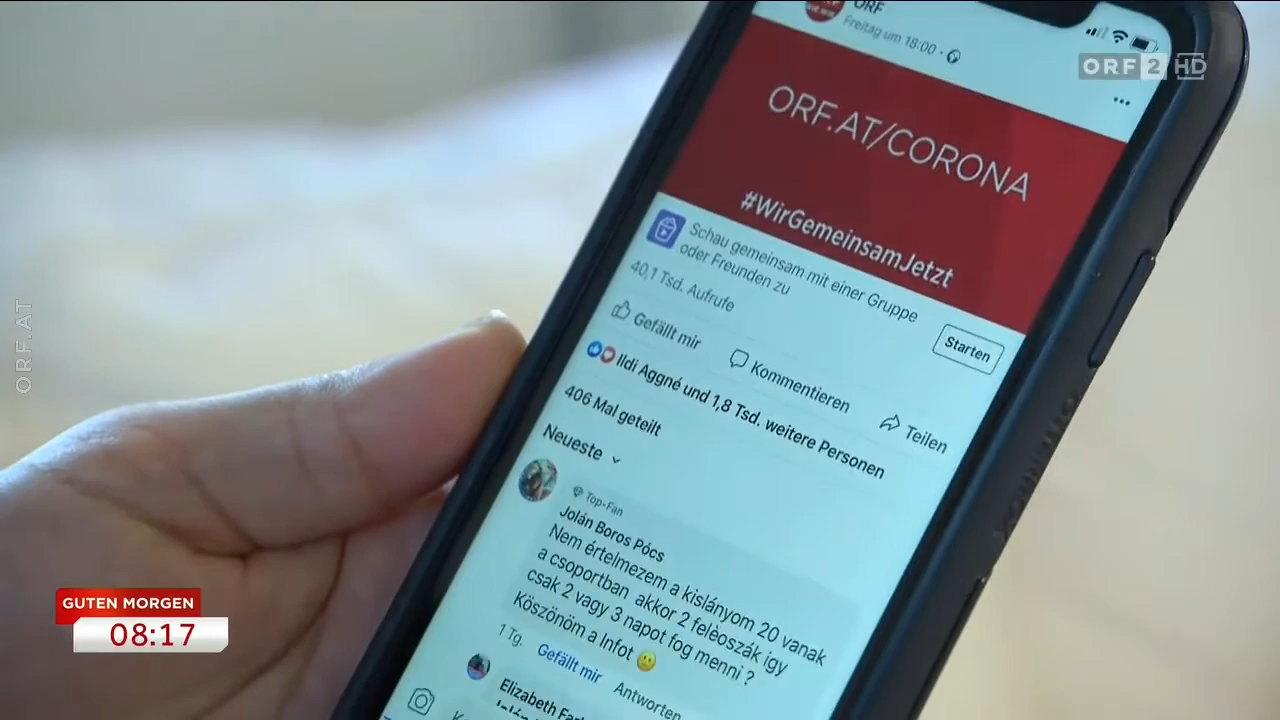 ORF
Freitag um 18:00 ·
ORF 2 HD
ORF.AT/CORONA
#WirGemeinsamJetzt
Schau gemeinsam mit einer Gruppe
oder Freunden zu
Starten
40,1 Tsd. Aufrufe
Gefällt mir
Kommentieren
Teilen
Ildi Aggné und 1,8 Tsd. weitere Personen
406 Mal geteilt
Neueste
Top-Fan
Jolán Boros Pócs
Nem értelmezem a kislányom 20 vanak
a csoportban akkor 2 felèoszák igy
csak 2 vagy 3 napot fog menni ?
Köszönöm a Infot
1 Tg.
Gefällt mir
Antworten
Elizabeth
ORF.AT
GUTEN MORGEN
08:17